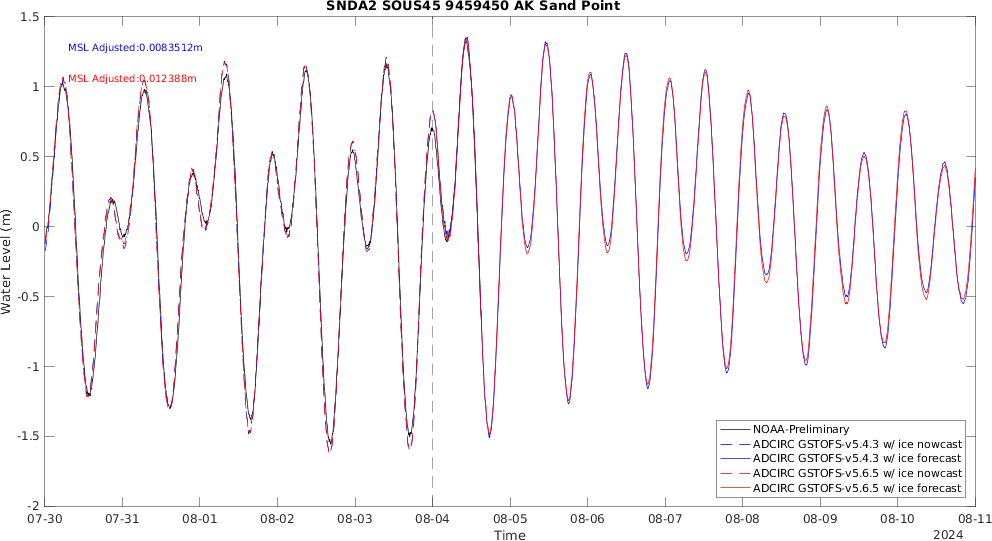 SNDA2 SOUS45 9459450 AK Sand Point
1.5
MSL Adjusted:0.0083512m
MSL Adjusted:0.012388m
1
0.5
0
-0.5
-1
-1.5
-2
Water Level (m)
NOAA-Preliminary
ADCIRC GSTOFS-v5.4.3 w/ ice nowcast
ADCIRC GSTOFS-v5.4.3 w/ ice forecast
ADCIRC GSTOFS-v5.6.5 w/ ice nowcast
ADCIRC GSTOFS-v5.6.5 w/ ice forecast
07-30 07-31 08-01 08-02 08-03 08-04 08-05 08-06 08-07 08-08 08-09 08-10 08-11
Time
2024